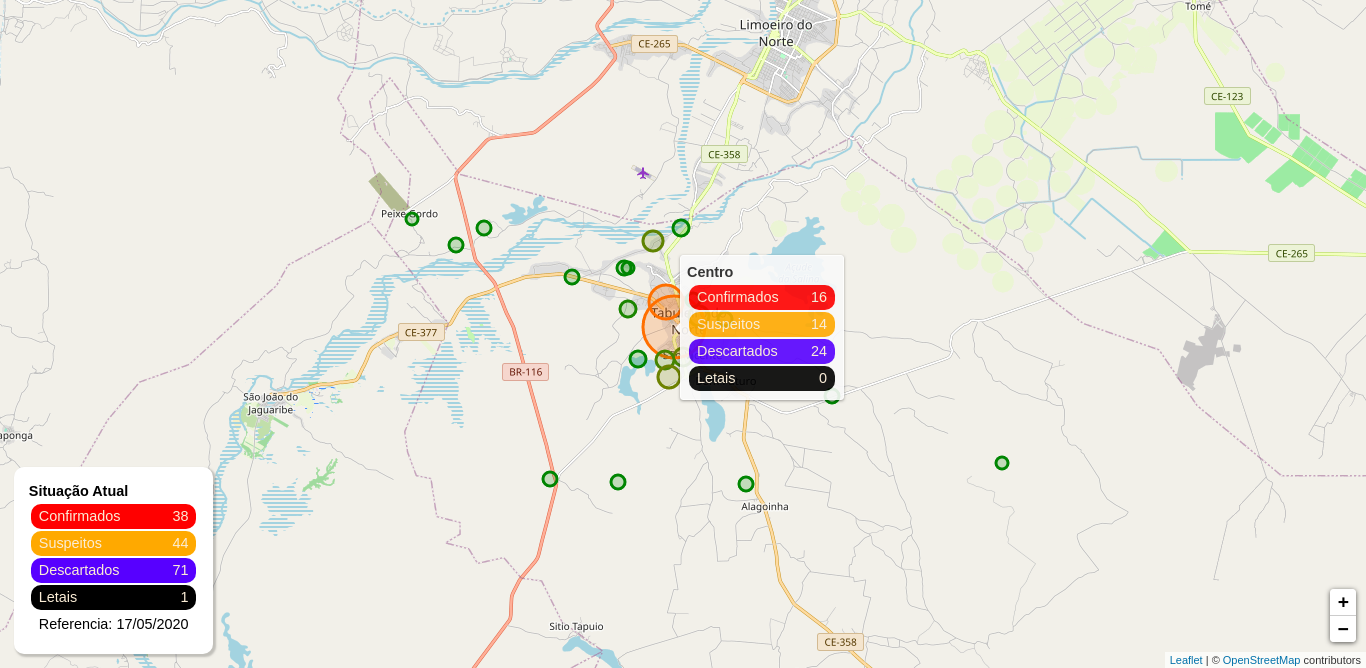 Tomé
Limoeiro do
Norte
CE-265
CE-123
CE-358
Peixe Gordo
CE-265
Centro
Confirmados 16
Suspeitos 14
Descartados 24
Letais 0
CE-377
BR-116
São João do
Jaguaribe
aponga
Alagoinha
Situação Atual
Confirmados 38
Suspeitos 44
Descartados 71
Letais 1
Referencia: 17/05/2020
Sitio Tapuio
CE-358
+
−
Leaflet | © OpenStreetMap contributors